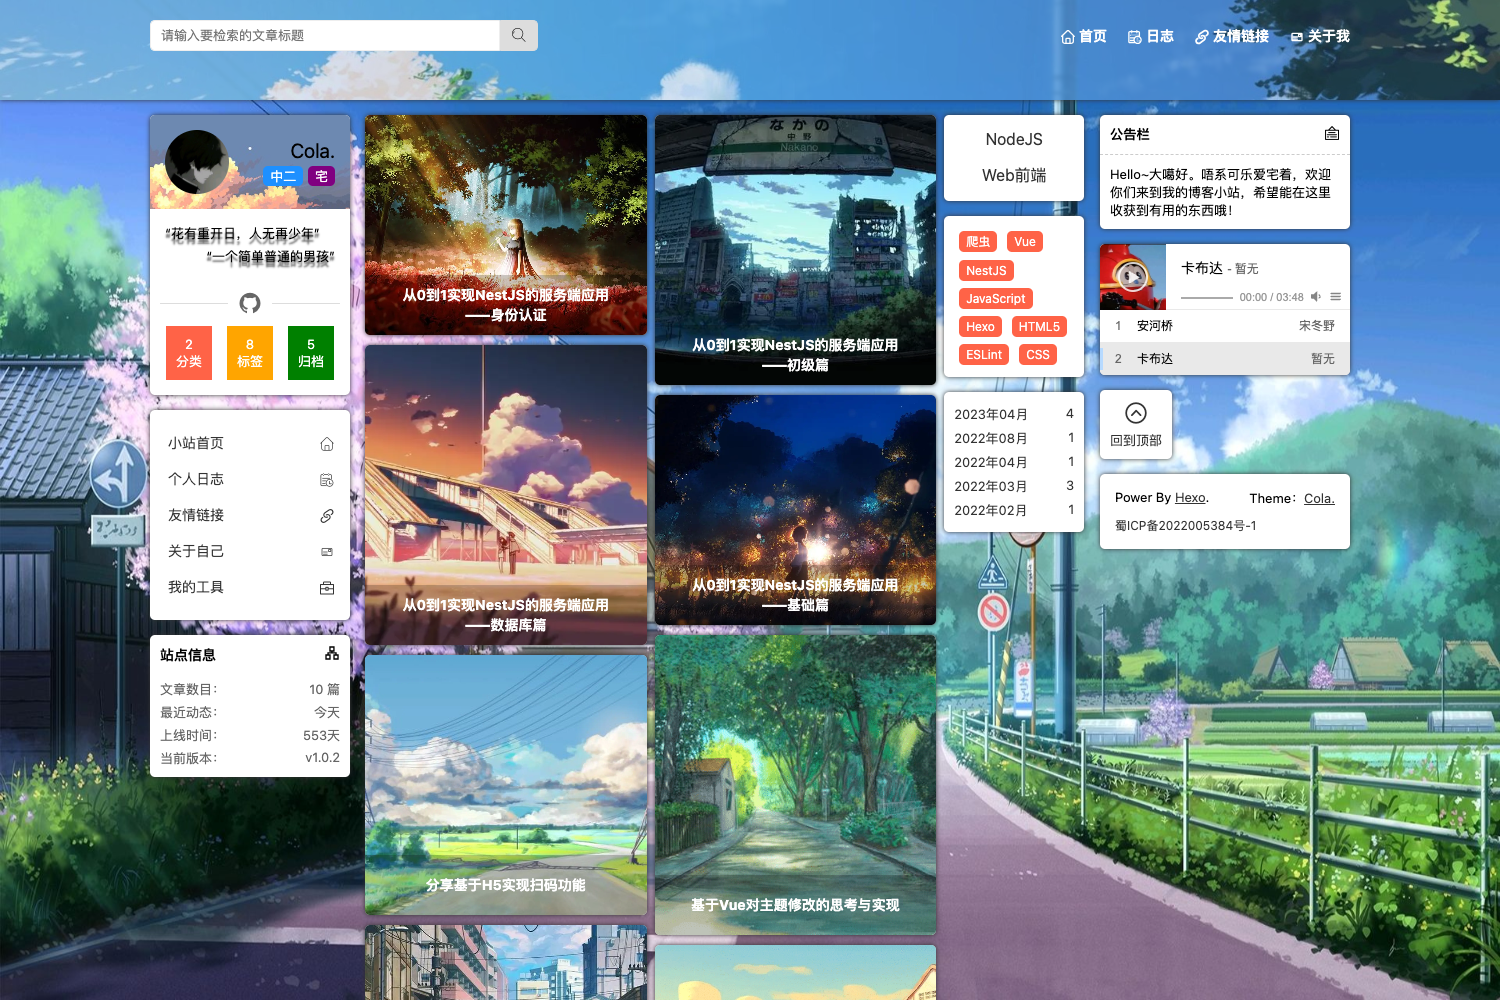 请输入要检索的文章标题
首页
日志
友情链接
关于我
Cola.
中二
宅
“花有重开日，人无再少年”
“一个简单普通的男孩”
2
分类
8
标签
5
归档
小站首页
个人日志
友情链接
关于自己
我的工具
站点信息
文章数目：
10 篇
最近动态：
今天
上线时间：
553天
当前版本：
v1.0.2
从0到1实现NestJS的服务端应用
——身份认证
从0到1实现NestJS的服务端应用
——数据库篇
分享基于H5实现扫码功能
なかの
中野
Nakano
从0到1实现NestJS的服务端应用
——初级篇
从0到1实现NestJS的服务端应用
——基础篇
基于Vue对主题修改的思考与实现
NodeJS
Web前端
爬虫
Vue
NestJS
JavaScript
Hexo
HTML5
ESLint
CSS
2023年04月
4
2022年08月
1
2022年04月
1
2022年03月
3
2022年02月
1
公告栏
Hello~大噶好。唔系可乐爱宅着，欢迎
你们来到我的博客小站，希望能在这里
收获到有用的东西哦！
卡布达 - 暂无
00:00 / 03:48
1
安河桥
宋冬野
2
卡布达
暂无
回到顶部
Power By Hexo.
Theme：Cola.
蜀ICP备2022005384号-1